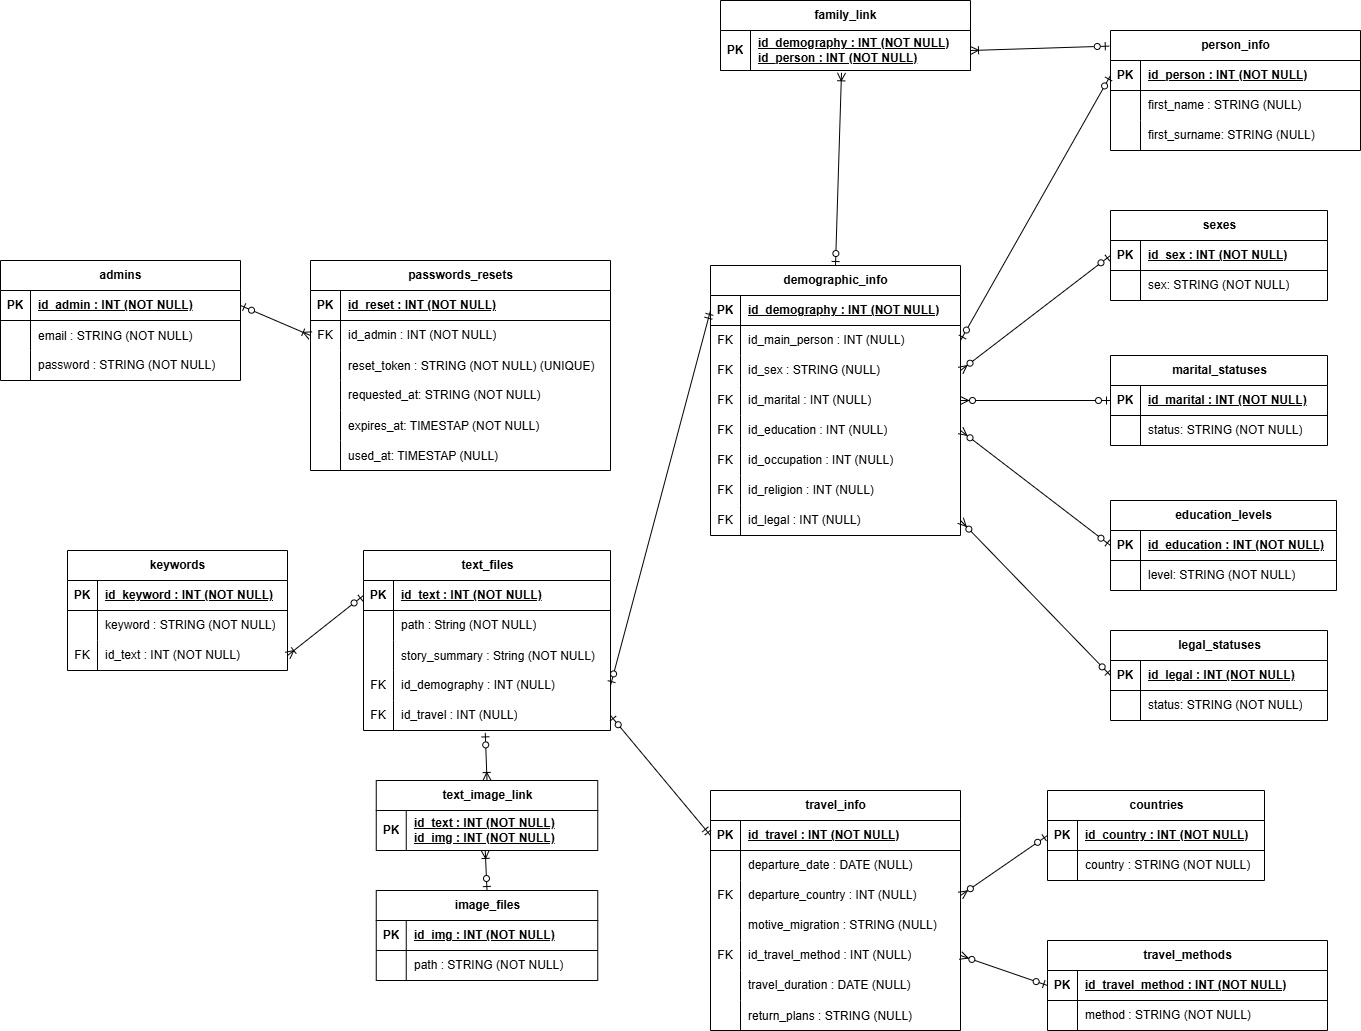 family_link
PK
id_demography : INT (NOT NULL)
id_person : INT (NOT NULL)
person_info
PK id_person : INT (NOT NULL)
first_name : STRING (NULL)
first_surname: STRING (NULL)
sexes
PK id_sex : INT (NOT NULL)
sex: STRING (NOT NULL)
admins
PK id_admin : INT (NOT NULL)
email : STRING (NOT NULL)
password : STRING (NOT NULL)
passwords_resets
PK id_reset : INT (NOT NULL)
FK id_admin : INT (NOT NULL)
reset_token : STRING (NOT NULL) (UNIQUE)
requested_at: STRING (NOT NULL)
expires_at: TIMESTAP (NOT NULL)
used_at: TIMESTAP (NULL)
demographic_info
PK id_demography : INT (NOT NULL)
FK id_main_person : INT (NULL)
FK id_sex : STRING (NULL)
FK id_marital : INT (NULL)
FK id_education : INT (NULL)
FK id_occupation : INT (NULL)
FK id_religion : INT (NULL)
FK id_legal : INT (NULL)
marital_statuses
PK id_marital : INT (NOT NULL)
status: STRING (NOT NULL)
education_levels
PK id_education : INT (NOT NULL)
level: STRING (NOT NULL)
legal_statuses
PK id_legal : INT (NOT NULL)
status: STRING (NOT NULL)
keywords
PK id_keyword : INT (NOT NULL)
keyword : STRING (NOT NULL)
FK id_text : INT (NOT NULL)
text_files
PK id_text : INT (NOT NULL)
path : String (NOT NULL)
story_summary : String (NOT NULL)
FK id_demography : INT (NULL)
FK id_travel : INT (NULL)
text_image_link
PK
id_text : INT (NOT NULL)
id_img : INT (NOT NULL)
image_files
PK id_img : INT (NOT NULL)
path : STRING (NOT NULL)
travel_info
PK id_travel : INT (NOT NULL)
departure_date : DATE (NULL)
FK departure_country : INT (NULL)
motive_migration : STRING (NULL)
FK id_travel_method : INT (NULL)
travel_duration : DATE (NULL)
return_plans : STRING (NULL)
countries
PK id_country : INT (NOT NULL)
country : STRING (NOT NULL)
travel_methods
PK id_travel_method : INT (NOT NULL)
method : STRING (NOT NULL)